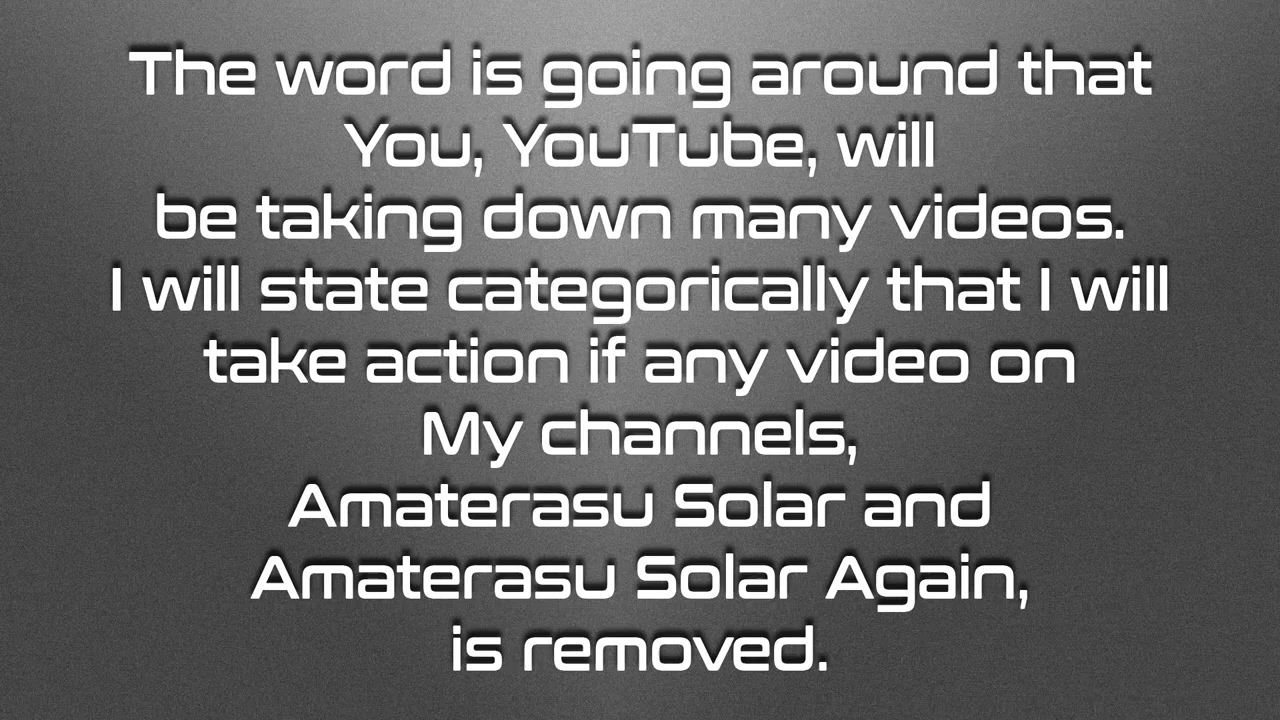 The word is going around that
You, YouTube, will
be taking down many videos.
I will state categorically that I will
take action if any video on
My channels,
Amaterasu Solar and
Amaterasu Solar Again,
is removed.